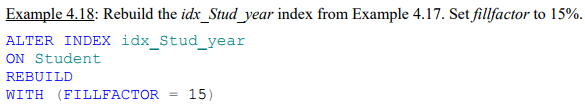 Example 4.18: Rebuild the idx_Stud_year index from Example 4.17. Set fillfactor to 15%.
ALTER INDEX idx_Stud_year
ON Student
REBUILD
WITH (FILLFACTOR = 15)